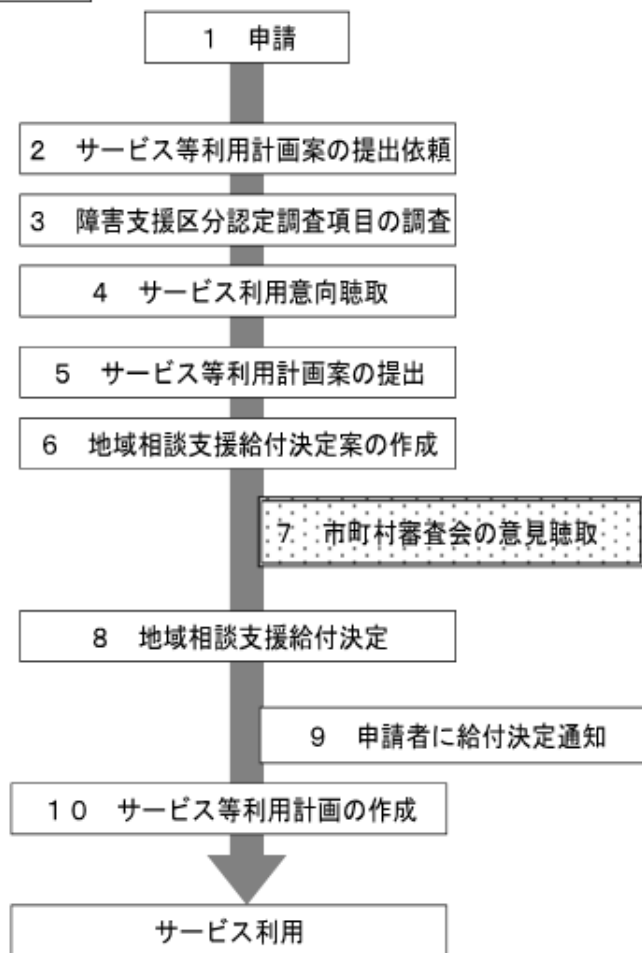 1 申請
2 サービス等利用計画案の提出依頼
3 障害支援区分認定調査項目の調査
4 サービス利用意向聴取
5 サービス等利用計画案の提出
6 地域相談支援給付決定案の作成
7 市町村審査会の意見聴取
8 地域相談支援給付決定
9 申請者に給付決定通知
10 サービス等利用計画の作成
サービス利用